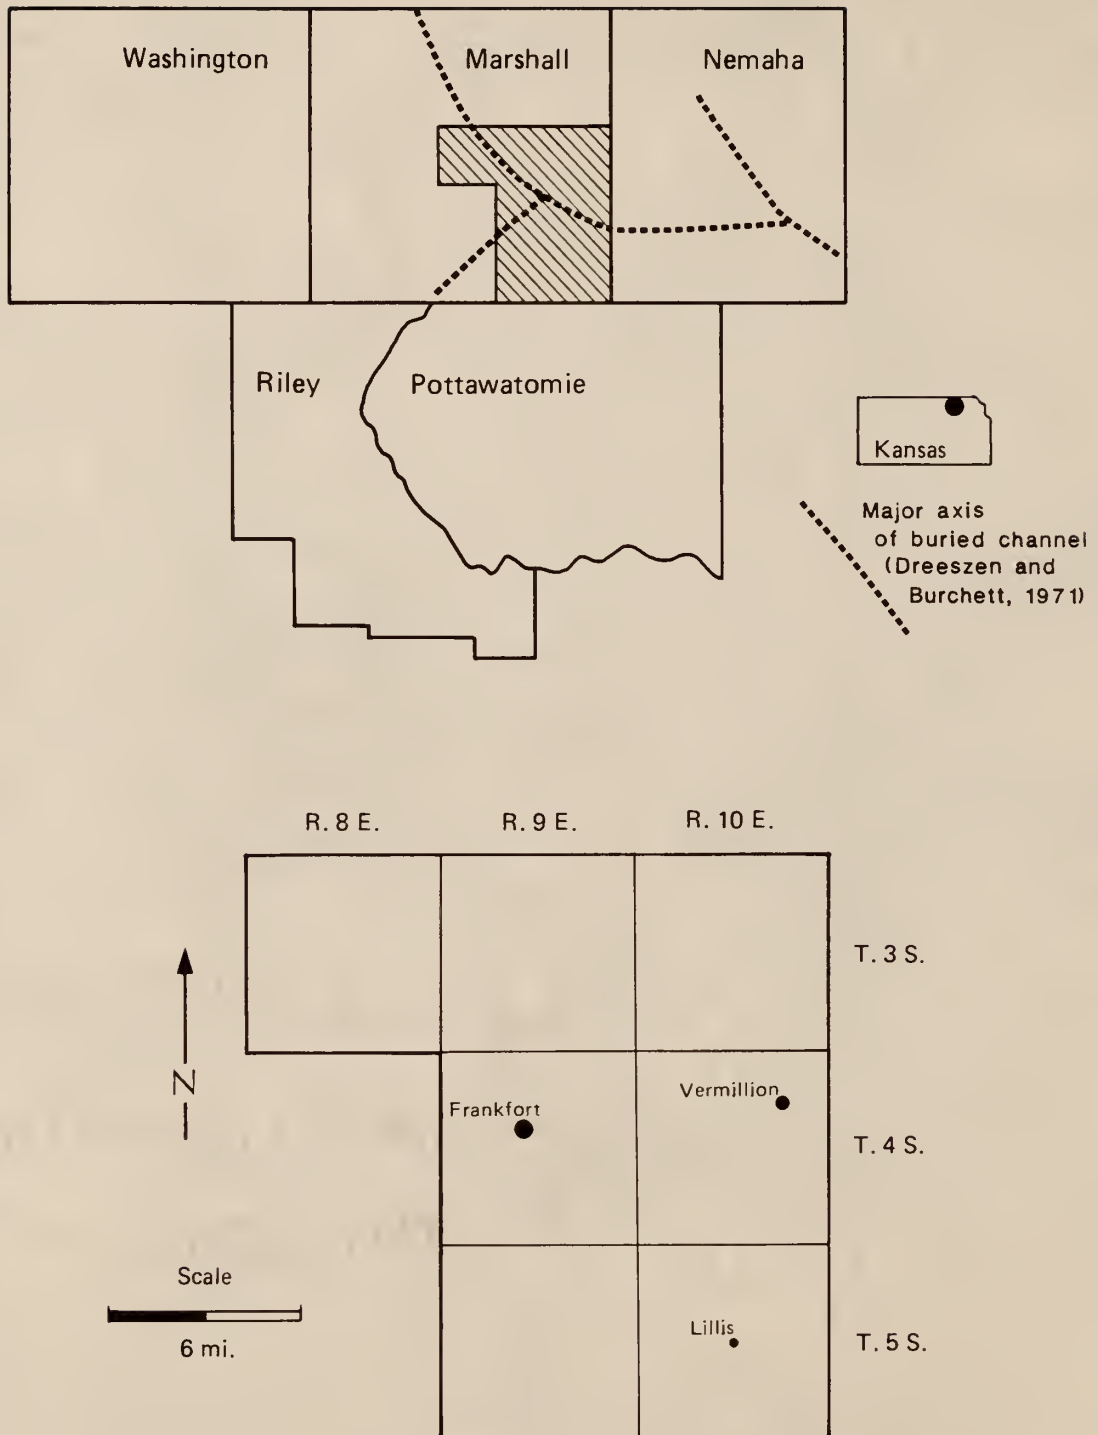 Washington
Marshall
Nemaha
Riley
Pottawatomie
Kansas
Major axis
of buried channel
(Dreeszen and
Burchett, 1971)
R. 8 E.
R. 9 E.
R. 10 E.
T. 3 S.
N
Frankfort
Vermillion
T. 4 S.
Scale
6 mi.
Lillis
T. 5 S.